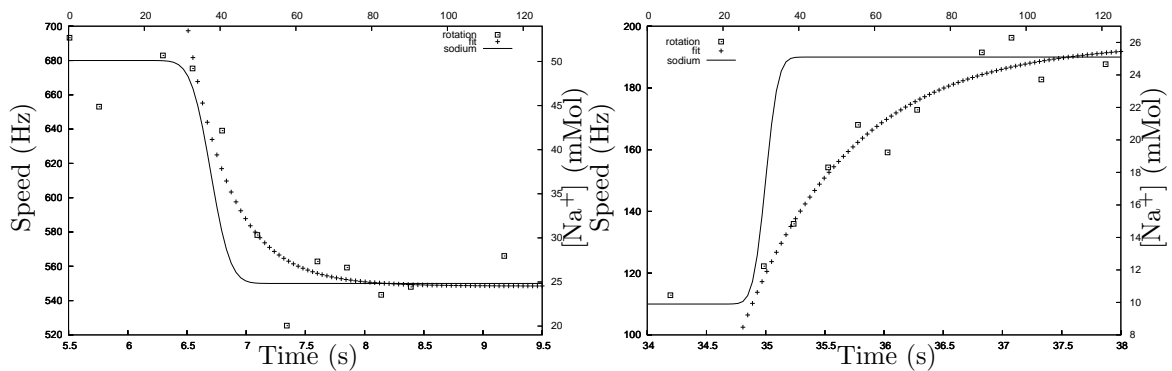 0 20 40 60 80 100 120 140
700
680
660
640
620
600
580
560
540
520
Speed (Hz)
rotation
fit
sodium
50
45
40
35
30
25
20
[Na+] (mMol)
5.5 6 6.5 7 7.5 8 8.5 9 9.5
Time (s)
0 20 40 60 80 100 120
200
180
160
140
120
100
Speed (Hz)
rotation
fit
sodium
26
24
22
20
18
16
14
12
10
8
[Na+] (mMol)
34 34.5 35 35.5 36 36.5 37 37.5 38
Time (s)